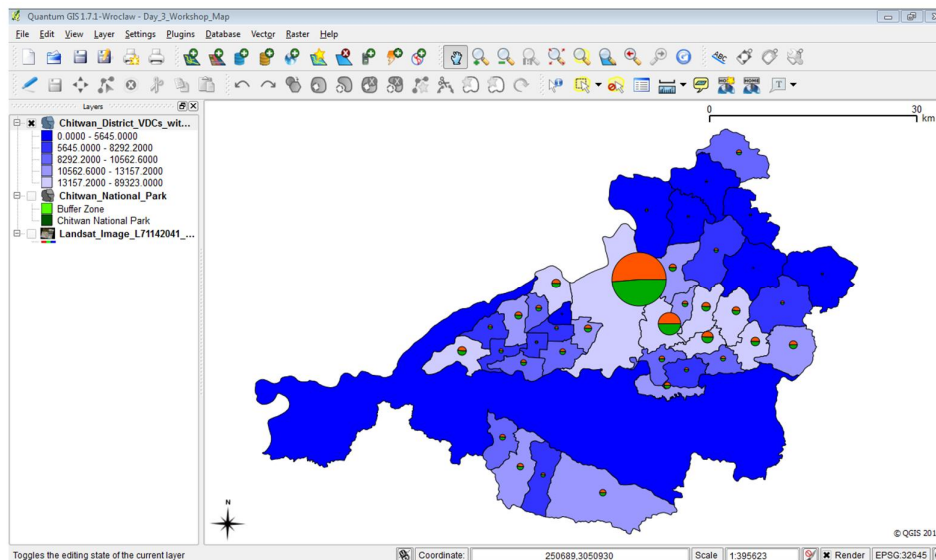 Quantum GIS 1.7.1-Wroclaw - Day_3_Workshop_Map
File Edit View Layer Settings Plugins Database Vector Raster Help
Layers
Chitwan_District_VDCs_wit...
0.0000 - 5645.0000
5645.0000 - 8292.2000
8292.2000 - 10562.6000
10562.6000 - 13157.2000
13157.2000 - 89323.0000
Chitwan_National_Park
Buffer Zone
Chitwan National Park
Landsat_Image_L71142041_...
0 30
km
N
© QGIS 201
Toggles the editing state of the current layer Coordinate: 250689,3050930 Scale 1:395623 Render EPSG:32645